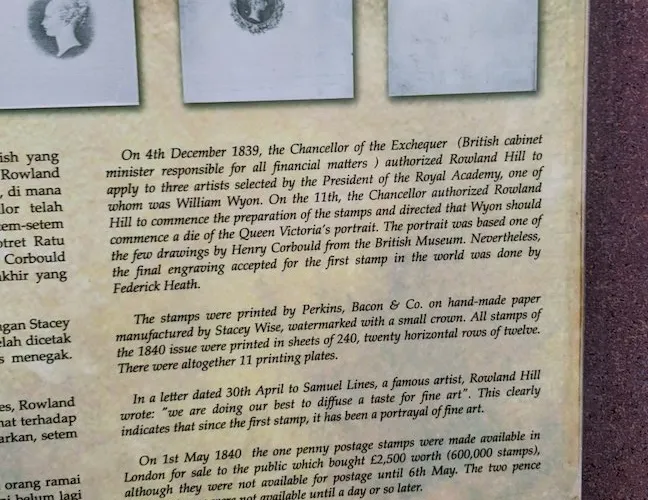 ish yang
Rowland
, di mana
lor telah
em-setem
otret Ratu
Corbould
akhir yang
ngan Stacey
elah dicetak
s menegak.
es, Rowland
nat terhadap
arkan, setem
orang ramai
ni belum lagi
On 4th December 1839, the Chancellor of the Exchequer (British cabinet
minister responsible for all financial matters ) authorized Rowland Hill to
apply to three artists selected by the President of the Royal Academy, one of
whom was William Wyon. On the 11th, the Chancellor authorized Rowland
Hill to commence the preparation of the stamps and directed that Wyon should
commence a die of the Queen Victoria's portrait. The portrait was based one of
the few drawings by Henry Corbould from the British Museum. Nevertheless,
the final engraving accepted for the first stamp in the world was done by
Federick Heath.
The stamps were printed by Perkins, Bacon & Co. on hand-made paper
manufactured by Stacey Wise, watermarked with a small crown. All stamps of
the 1840 issue were printed in sheets of 240, twenty horizontal rows of twelve.
There were altogether 11 printing plates.
In a letter dated 30th April to Samuel Lines, a famous artist, Rowland Hill
wrote: "we are doing our best to diffuse a taste for fine art". This clearly
indicates that since the first stamp, it has been a portrayal of fine art.
On 1st May 1840 the one penny postage stamps were made available in
London for sale to the public which bought £2,500 worth (600,000 stamps),
although they were not available for postage until 6th May. The two pence
were not available until a day or so later.